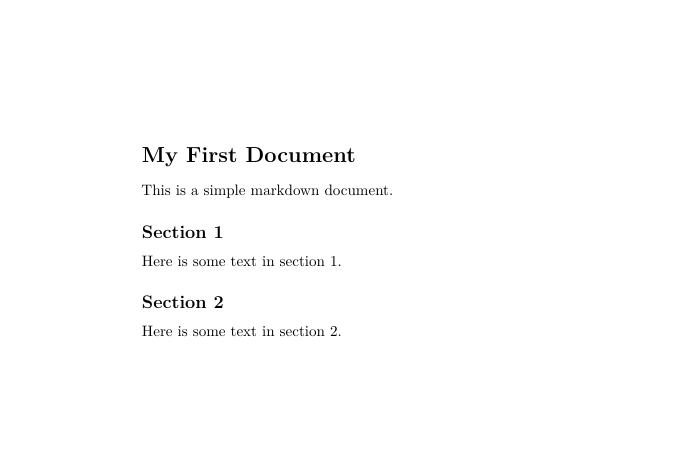 My First Document
This is a simple markdown document.
Section 1
Here is some text in section 1.
Section 2
Here is some text in section 2.